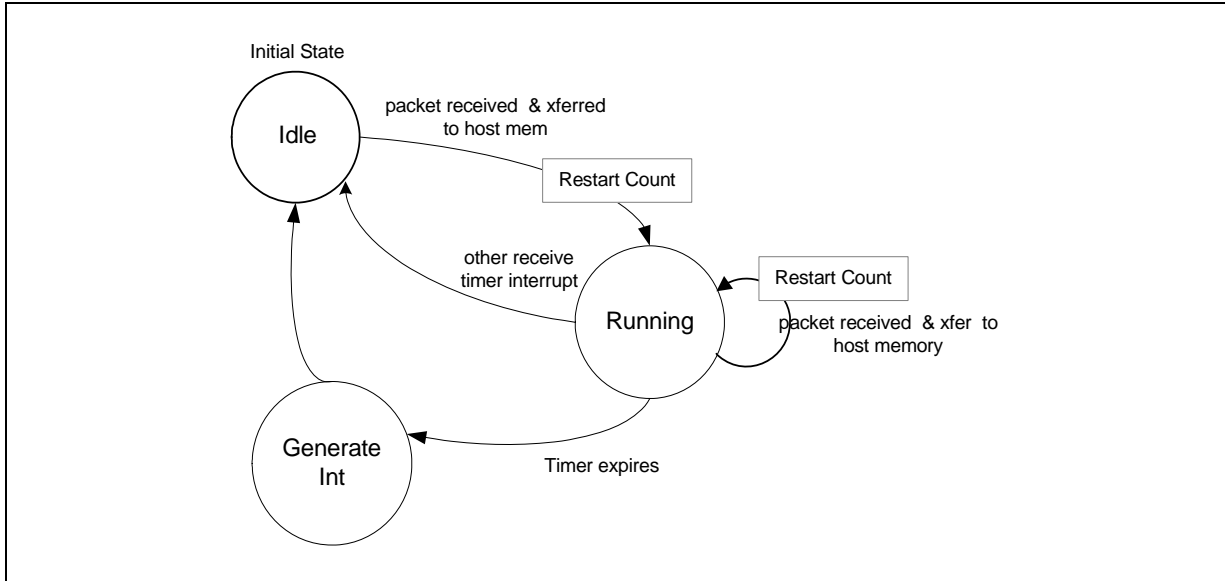 Initial State
Idle
packet received & xferred
to host mem
Restart Count
other receive
timer interrupt
Restart Count
Running
packet received & xfer to
host memory
Generate
Int
Timer expires